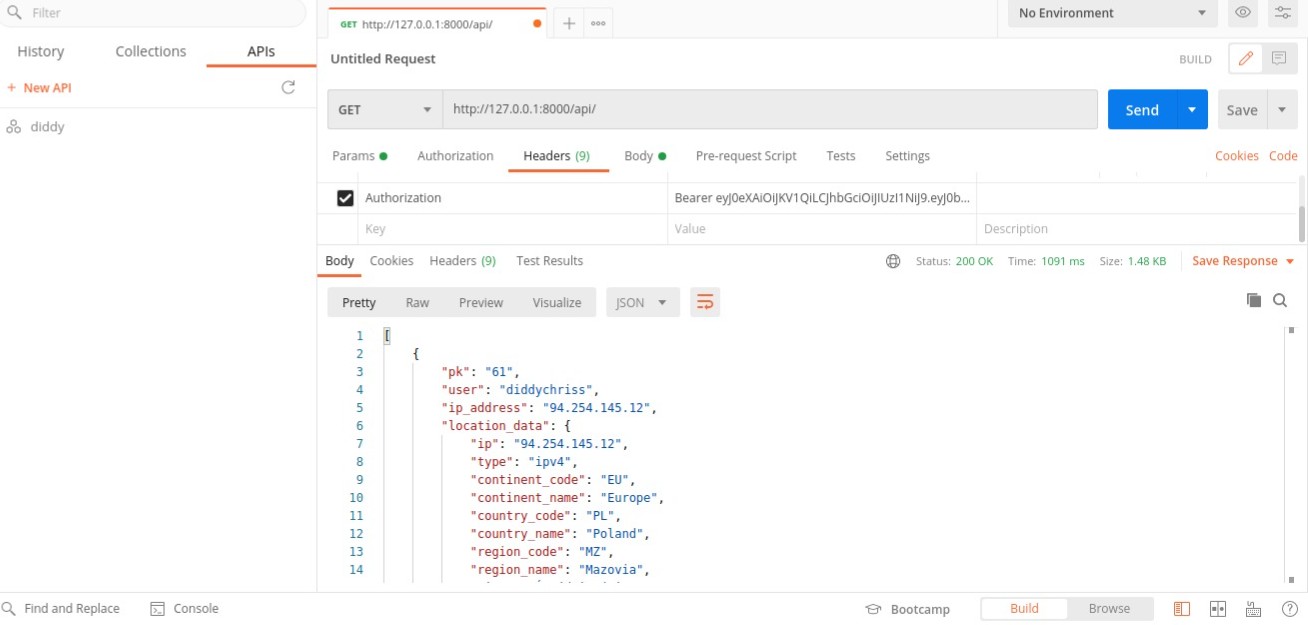 Filter
GET http://127.0.0.1:8000/api/
No Environment
History Collections APIs
Untitled Request
BUILD
+ New API
diddy
GET http://127.0.0.1:8000/api/ Send Save
Params Authorization Headers (9) Body Pre-request Script Tests Settings Cookies Code
Authorization Bearer eyJ0eXAiOiJKV1QiLCJhbGciOiJIUzI1NiJ9.eyJ0b...
Key Value Description
Body Cookies Headers (9) Test Results Status: 200 OK Time: 1091 ms Size: 1.48 KB Save Response
Pretty Raw Preview Visualize JSON
1 [
2 {
3 "pk": "61",
4 "user": "diddychriss",
5 "ip_address": "94.254.145.12",
6 "location_data": {
7 "ip": "94.254.145.12",
8 "type": "ipv4",
9 "continent_code": "EU",
10 "continent_name": "Europe",
11 "country_code": "PL",
12 "country_name": "Poland",
13 "region_code": "MZ",
14 "region_name": "Mazovia",
Find and Replace Console Bootcamp Build Browse